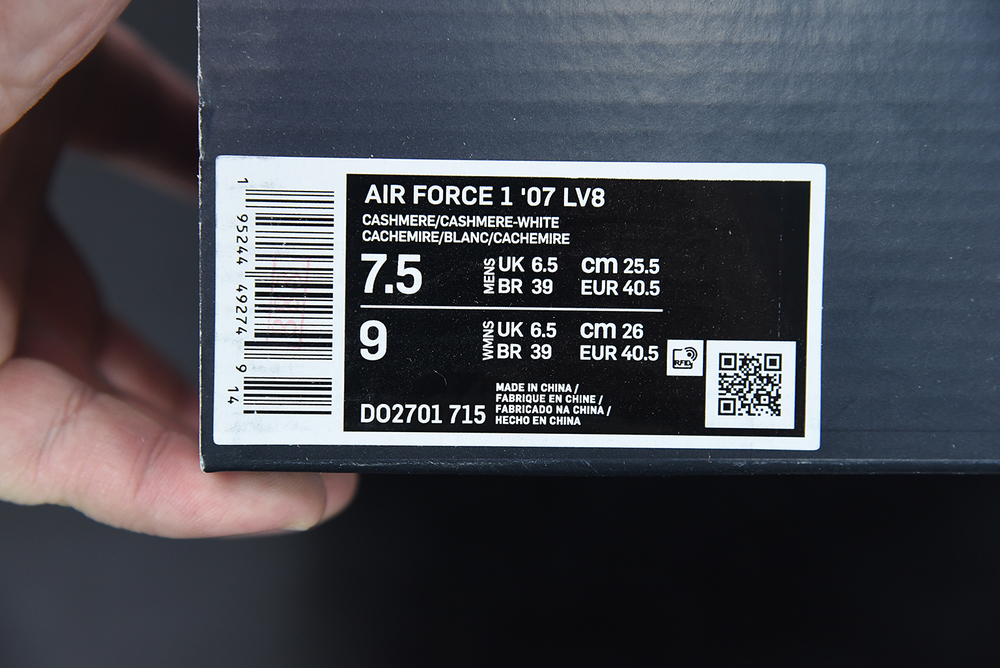 AIR FORCE 1 '07 LV8
CASHMERE/CASHMERE-WHITE
CACHEMIRE/BLANC/CACHEMIRE
7.5 MENS UK 6.5 cm 25.5
BR 39 EUR 40.5
9 WMNS UK 6.5 cm 26
BR 39 EUR 40.5
RFID
MADE IN CHINA /
FABRIQUE EN CHINE /
FABRICADO NA CHINA /
HECHO EN CHINA
DO2701 715
1 95244 49274 9 14